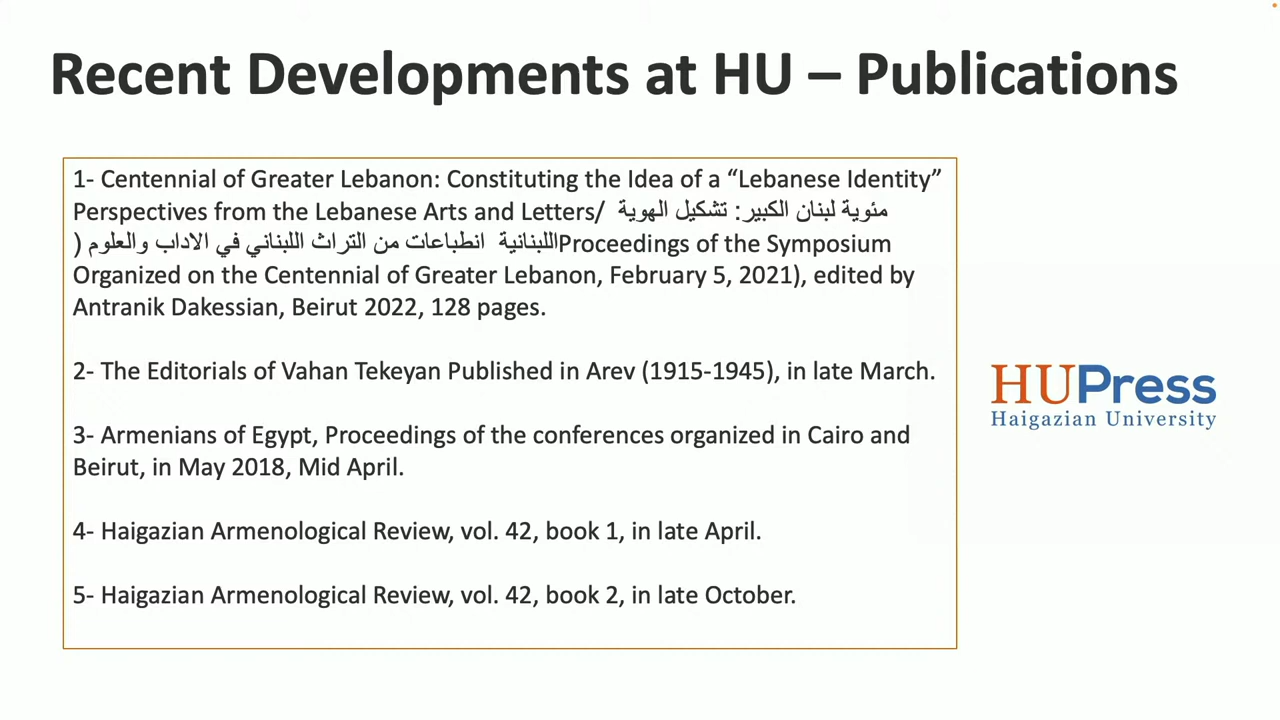 Recent Developments at HU – Publications
1- Centennial of Greater Lebanon: Constituting the Idea of a “Lebanese Identity”
Perspectives from the Lebanese Arts and Letters/ مئوية لبنان الكبير: تشكيل الهوية
اللبنانية انطباعات من التراث اللبناني في الاداب والعلوم (Proceedings of the Symposium
Organized on the Centennial of Greater Lebanon, February 5, 2021), edited by
Antranik Dakessian, Beirut 2022, 128 pages.
2- The Editorials of Vahan Tekeyan Published in Arev (1915-1945), in late March.
3- Armenians of Egypt, Proceedings of the conferences organized in Cairo and
Beirut, in May 2018, Mid April.
4- Haigazian Armenological Review, vol. 42, book 1, in late April.
5- Haigazian Armenological Review, vol. 42, book 2, in late October.
HUPress
Haigazian University